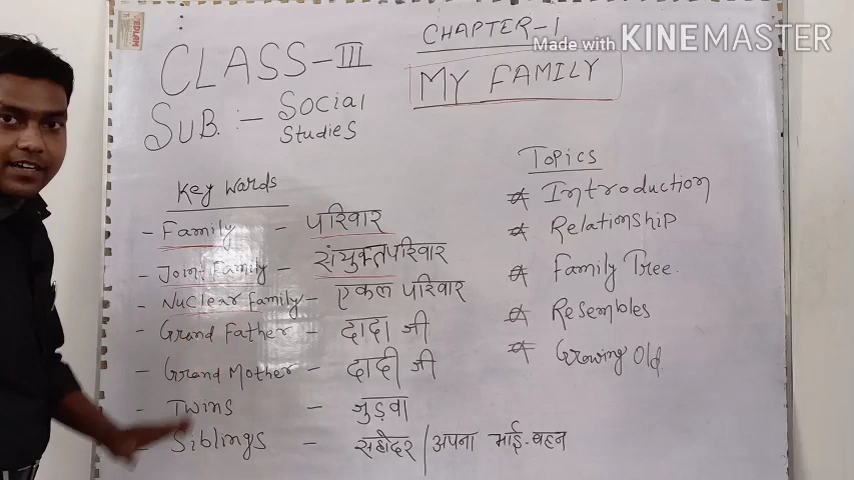 CHAPTER-1
Made with KINEMASTER
CLASS-III
MY FAMILY
SUB. :- Social
Studies
Key Words
- Family - परिवार
- Joint Family - संयुक्तपरिवार
- Nuclear Family - एकल परिवार
- Grand Father - दादा जी
- Grand Mother - दादी जी
- Twins - जुड़वा
- Siblings - सहोदर/अपना भाई-बहन
Topics
Introduction
Relationship
Family Tree.
Resembles
Growing Old